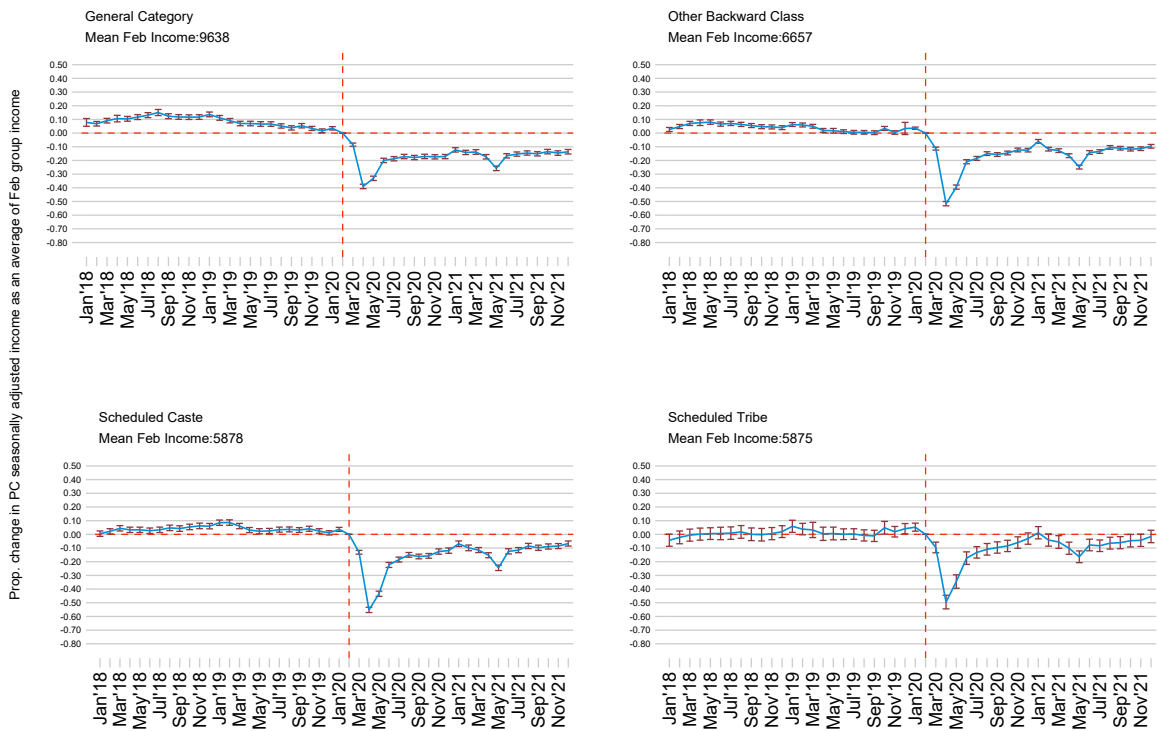 Prop. change in PC seasonally adjusted income as an average of Feb group income
General Category
Mean Feb Income:9638
0.50
0.40
0.30
0.20
0.10
0.00
-0.10
-0.20
-0.30
-0.40
-0.50
-0.60
-0.70
-0.80
Jan'18
Mar'18
May'18
Jul'18
Sep'18
Nov'18
Jan'19
Mar'19
May'19
Jul'19
Sep'19
Nov'19
Jan'20
Mar'20
May'20
Jul'20
Sep'20
Nov'20
Jan'21
Mar'21
May'21
Jul'21
Sep'21
Nov'21
Other Backward Class
Mean Feb Income:6657
0.50
0.40
0.30
0.20
0.10
0.00
-0.10
-0.20
-0.30
-0.40
-0.50
-0.60
-0.70
-0.80
Jan'18
Mar'18
May'18
Jul'18
Sep'18
Nov'18
Jan'19
Mar'19
May'19
Jul'19
Sep'19
Nov'19
Jan'20
Mar'20
May'20
Jul'20
Sep'20
Nov'20
Jan'21
Mar'21
May'21
Jul'21
Sep'21
Nov'21
Scheduled Caste
Mean Feb Income:5878
0.50
0.40
0.30
0.20
0.10
0.00
-0.10
-0.20
-0.30
-0.40
-0.50
-0.60
-0.70
-0.80
Jan'18
Mar'18
May'18
Jul'18
Sep'18
Nov'18
Jan'19
Mar'19
May'19
Jul'19
Sep'19
Nov'19
Jan'20
Mar'20
May'20
Jul'20
Sep'20
Nov'20
Jan'21
Mar'21
May'21
Jul'21
Sep'21
Nov'21
Scheduled Tribe
Mean Feb Income:5875
0.50
0.40
0.30
0.20
0.10
0.00
-0.10
-0.20
-0.30
-0.40
-0.50
-0.60
-0.70
-0.80
Jan'18
Mar'18
May'18
Jul'18
Sep'18
Nov'18
Jan'19
Mar'19
May'19
Jul'19
Sep'19
Nov'19
Jan'20
Mar'20
May'20
Jul'20
Sep'20
Nov'20
Jan'21
Mar'21
May'21
Jul'21
Sep'21
Nov'21